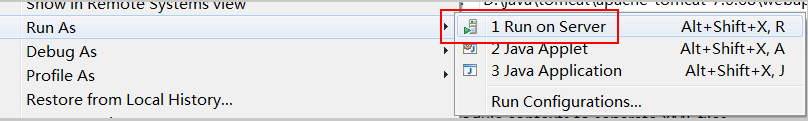 Show in Remote Systems view
Run As
Debug As
Profile As
Restore from Local History...
1 Run on Server Alt+Shift+X, R
2 Java Applet Alt+Shift+X, A
3 Java Application Alt+Shift+X, J
Run Configurations...